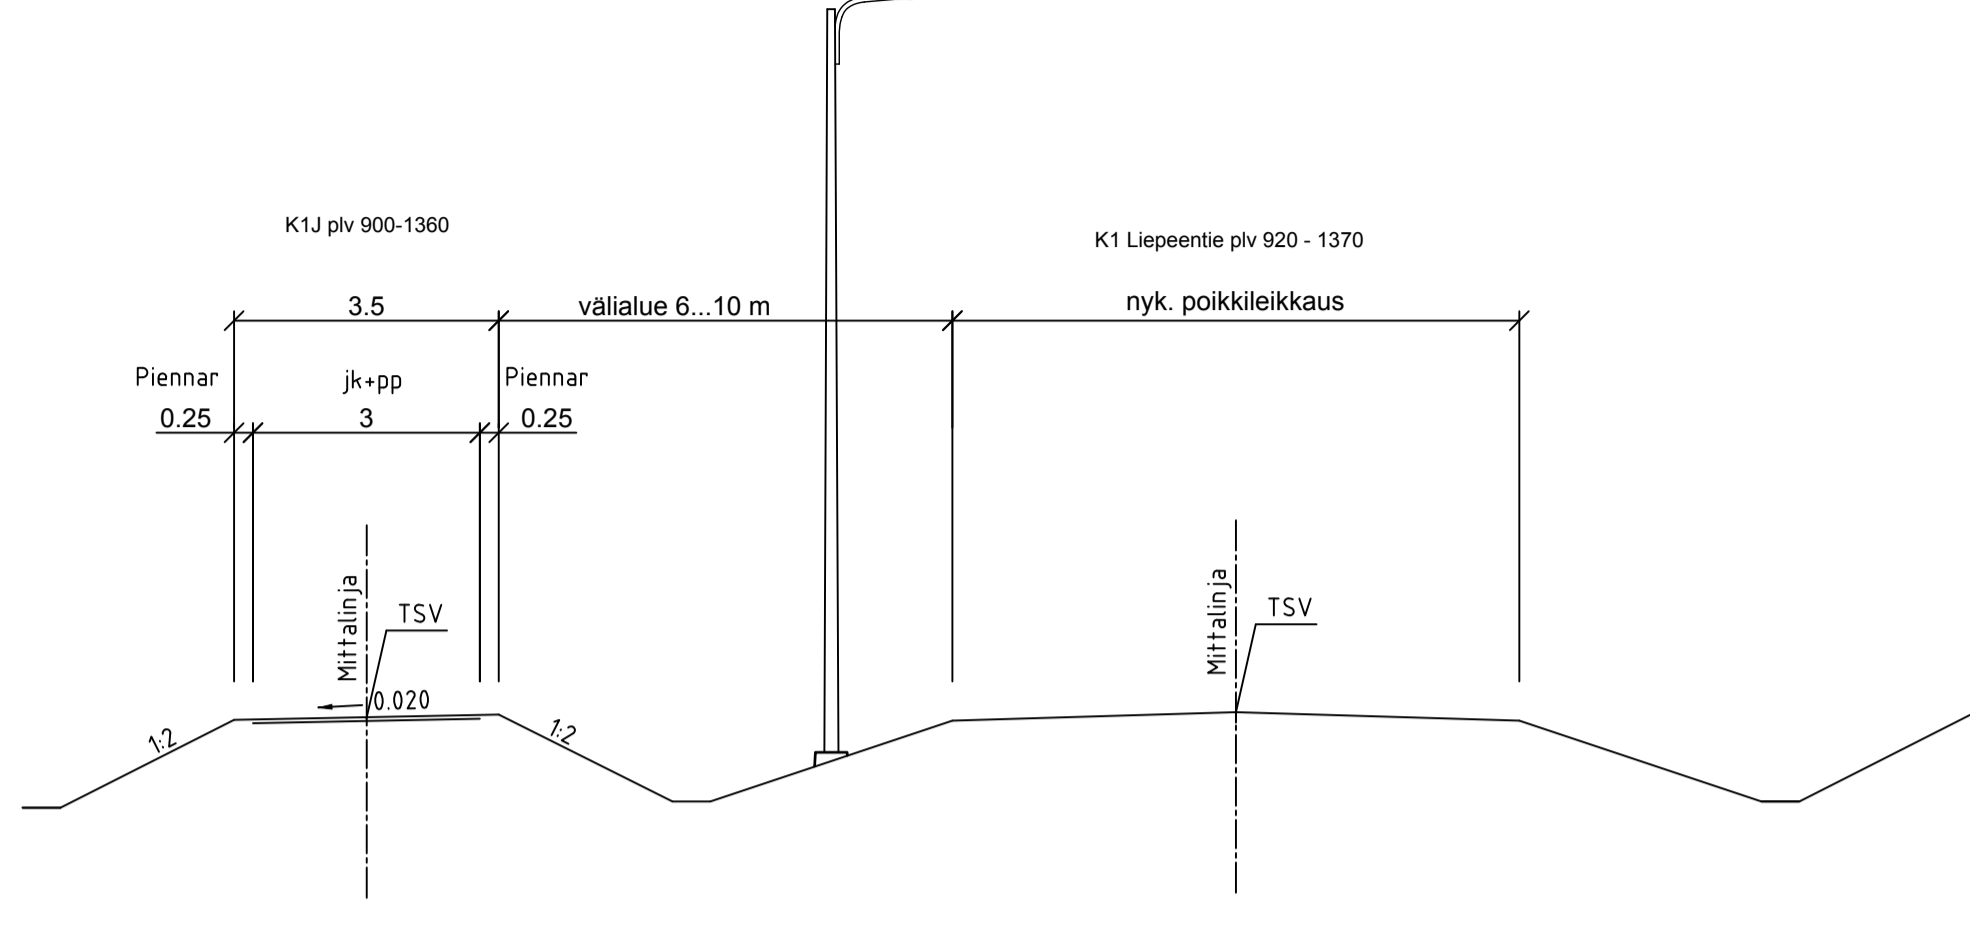 K1J plv 900-1360
K1 Liepeentie plv 920 - 1370
3.5
välialue 6...10 m
nyk. poikkileikkaus
Piennar
jk+pp
Piennar
0.25
3
0.25
Mittalinja
TSV
Mittalinja
TSV
0.020
1:2
1:2